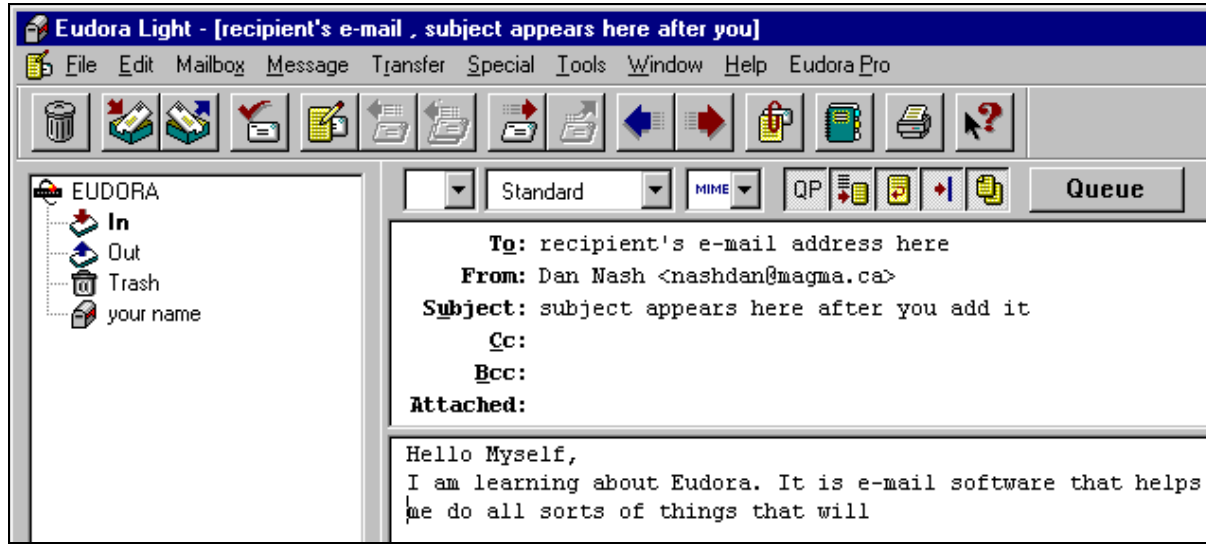 Eudora Light - [recipient's e-mail , subject appears here after you]
File Edit Mailbox Message Transfer Special Tools Window Help Eudora Pro
EUDORA
In
Out
Trash
your name
Standard MIME QP Queue
To: recipient's e-mail address here
From: Dan Nash <nashdan@magma.ca>
Subject: subject appears here after you add it
Cc:
Bcc:
Attached:
Hello Myself,
I am learning about Eudora. It is e-mail software that helps
me do all sorts of things that will